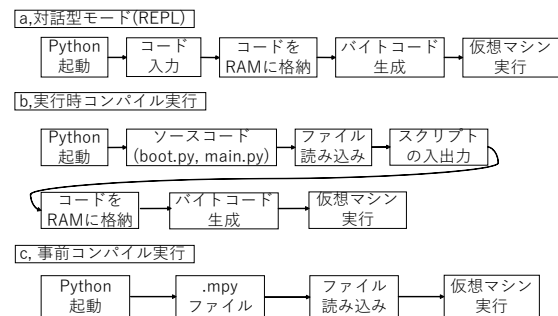 a,対話型モード(REPL)
Python
起動
コード
入力
コードを
RAMに格納
バイトコード
生成
仮想マシン
実行
b,実行時コンパイル実行
Python
起動
ソースコード
(boot.py, main.py)
ファイル
読み込み
スクリプト
の入出力
コードを
RAMに格納
バイトコード
生成
仮想マシン
実行
c, 事前コンパイル実行
Python
起動
.mpy
ファイル
ファイル
読み込み
仮想マシン
実行